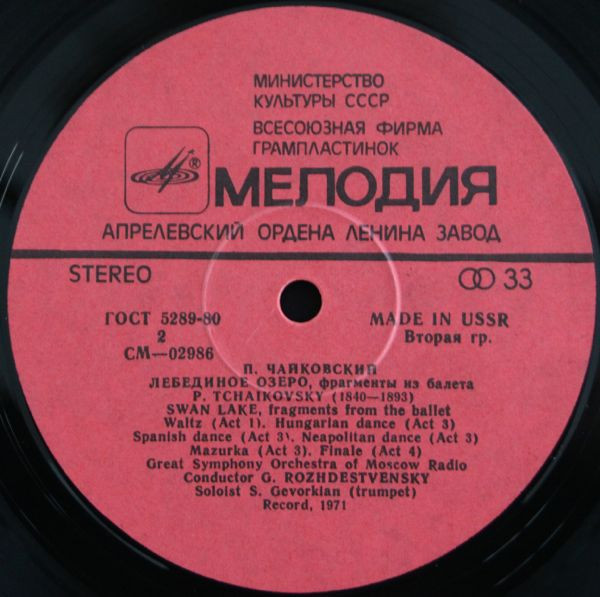 МИНИСТЕРСТВО
КУЛЬТУРЫ СССР
ВСЕСОЮЗНАЯ ФИРМА
ГРАМПЛАСТИНОК
®
МЕЛОДИЯ
АПРЕЛЕВСКИЙ ОРДЕНА ЛЕНИНА ЗАВОД
STEREO 33
ГОСТ 5289-80 MADE IN USSR
2 Вторая гр.
СМ—02986
П. ЧАЙКОВСКИЙ
ЛЕБЕДИНОЕ ОЗЕРО, фрагменты из балета
P. TCHAIKOVSKY (1840—1893)
SWAN LAKE, fragments from the ballet
Waltz (Act 1). Hungarian dance (Act 3)
Spanish dance (Act 3). Neapolitan dance (Act 3)
Mazurka (Act 3). Finale (Act 4)
Great Symphony Orchestra of Moscow Radio
Conductor G. ROZHDESTVENSKY
Soloist S. Gevorkian (trumpet)
Record, 1971